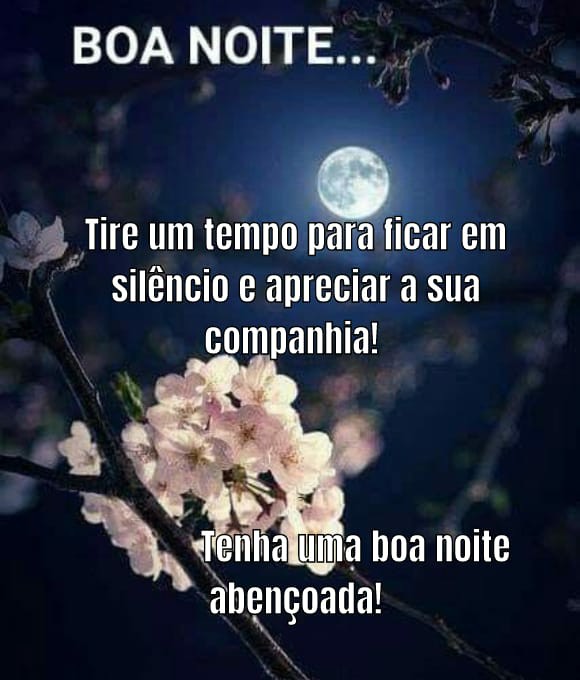 BOA NOITE...
Tire um tempo para ficar em
silêncio e apreciar a sua
companhia!
Tenha uma boa noite
abençoada!